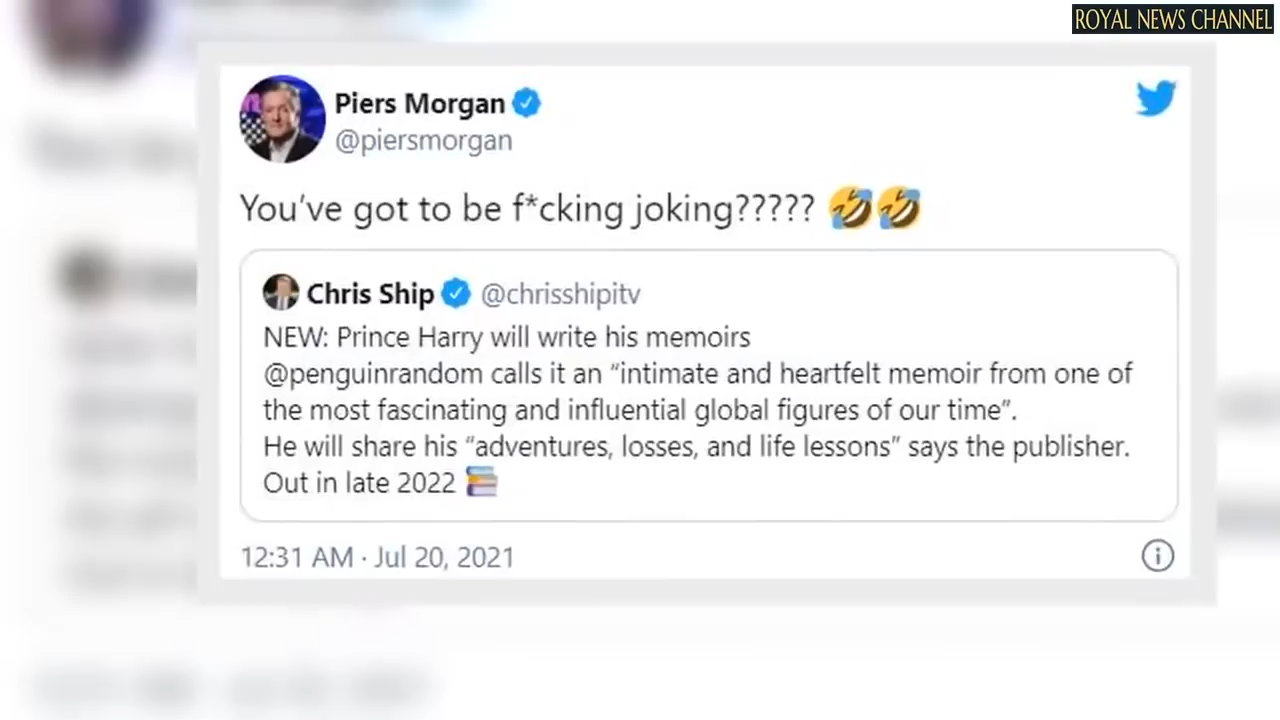 ROYAL NEWS CHANNEL
Piers Morgan
@piersmorgan
You've got to be f*cking joking????? 🤣🤣
Chris Ship @chrisshipitv
NEW: Prince Harry will write his memoirs
@penguinrandom calls it an “intimate and heartfelt memoir from one of
the most fascinating and influential global figures of our time”.
He will share his “adventures, losses, and life lessons” says the publisher.
Out in late 2022 📚
12:31 AM · Jul 20, 2021